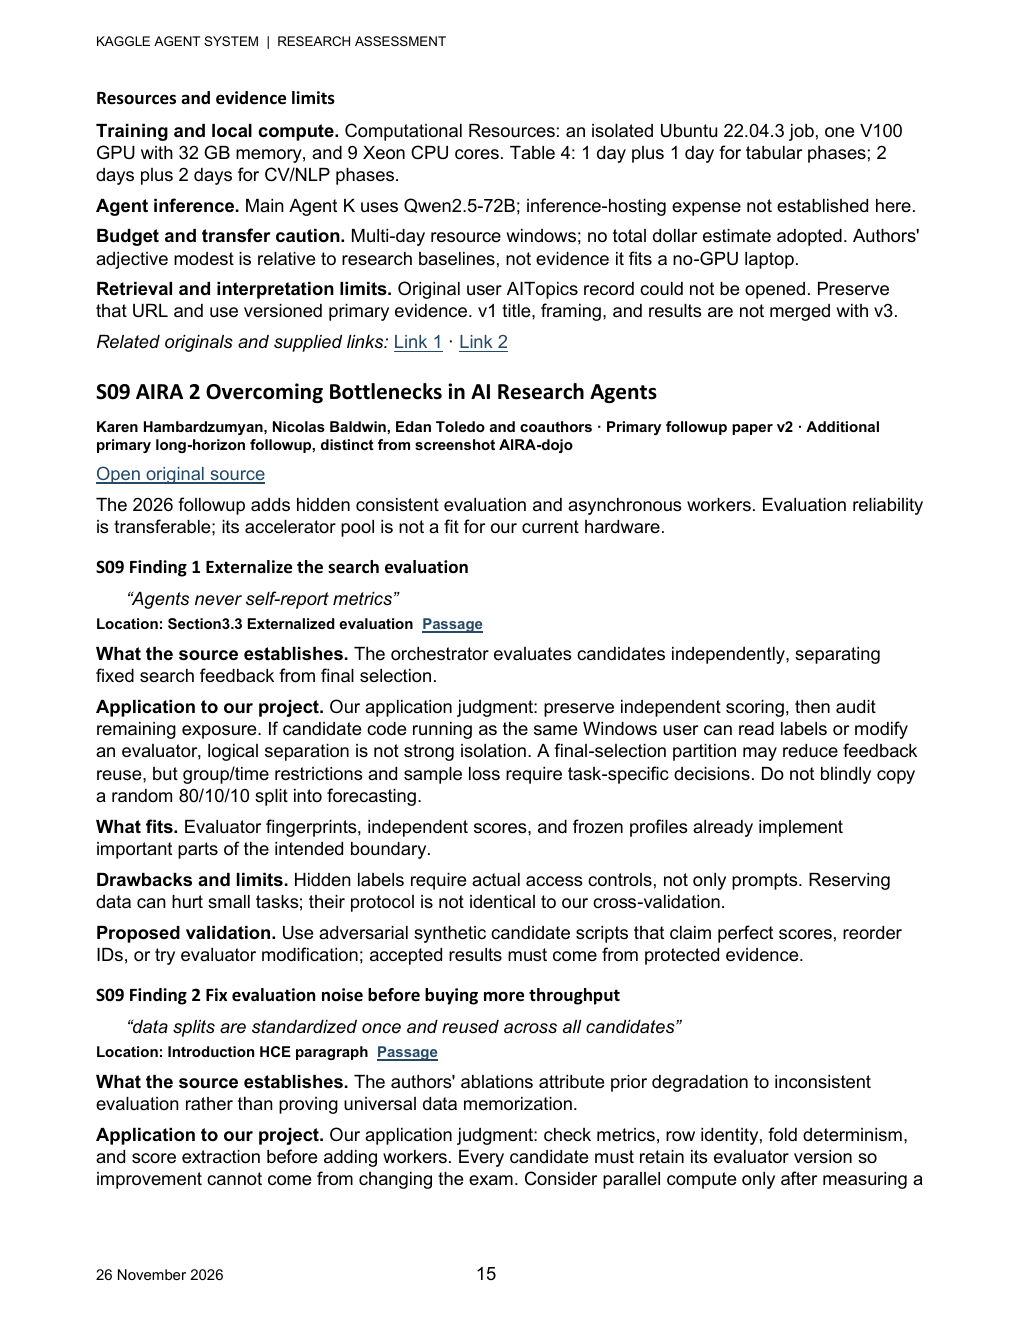 KAGGLE AGENT SYSTEM | RESEARCH ASSESSMENT
Resources and evidence limits
Training and local compute. Computational Resources: an isolated Ubuntu 22.04.3 job, one V100
GPU with 32 GB memory, and 9 Xeon CPU cores. Table 4: 1 day plus 1 day for tabular phases; 2
days plus 2 days for CV/NLP phases.
Agent inference. Main Agent K uses Qwen2.5-72B; inference-hosting expense not established here.
Budget and transfer caution. Multi-day resource windows; no total dollar estimate adopted. Authors'
adjective modest is relative to research baselines, not evidence it fits a no-GPU laptop.
Retrieval and interpretation limits. Original user AITopics record could not be opened. Preserve
that URL and use versioned primary evidence. v1 title, framing, and results are not merged with v3.
Related originals and supplied links: Link 1 · Link 2
S09 AIRA 2 Overcoming Bottlenecks in AI Research Agents
Karen Hambardzumyan, Nicolas Baldwin, Edan Toledo and coauthors · Primary followup paper v2 · Additional
primary long-horizon followup, distinct from screenshot AIRA-dojo
Open original source
The 2026 followup adds hidden consistent evaluation and asynchronous workers. Evaluation reliability
is transferable; its accelerator pool is not a fit for our current hardware.
S09 Finding 1 Externalize the search evaluation
“Agents never self-report metrics”
Location: Section3.3 Externalized evaluation Passage
What the source establishes. The orchestrator evaluates candidates independently, separating
fixed search feedback from final selection.
Application to our project. Our application judgment: preserve independent scoring, then audit
remaining exposure. If candidate code running as the same Windows user can read labels or modify
an evaluator, logical separation is not strong isolation. A final-selection partition may reduce feedback
reuse, but group/time restrictions and sample loss require task-specific decisions. Do not blindly copy
a random 80/10/10 split into forecasting.
What fits. Evaluator fingerprints, independent scores, and frozen profiles already implement
important parts of the intended boundary.
Drawbacks and limits. Hidden labels require actual access controls, not only prompts. Reserving
data can hurt small tasks; their protocol is not identical to our cross-validation.
Proposed validation. Use adversarial synthetic candidate scripts that claim perfect scores, reorder
IDs, or try evaluator modification; accepted results must come from protected evidence.
S09 Finding 2 Fix evaluation noise before buying more throughput
“data splits are standardized once and reused across all candidates”
Location: Introduction HCE paragraph Passage
What the source establishes. The authors' ablations attribute prior degradation to inconsistent
evaluation rather than proving universal data memorization.
Application to our project. Our application judgment: check metrics, row identity, fold determinism,
and score extraction before adding workers. Every candidate must retain its evaluator version so
improvement cannot come from changing the exam. Consider parallel compute only after measuring a
26 November 2026
15